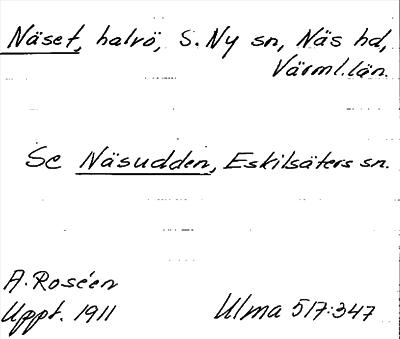 Näset, halvö, S. Ny sn, Näs hd,
Värml. län.
Se Näsudden, Eskilsäters sn.
A. Roséen
Uppt. 1911 Ulma 517:347